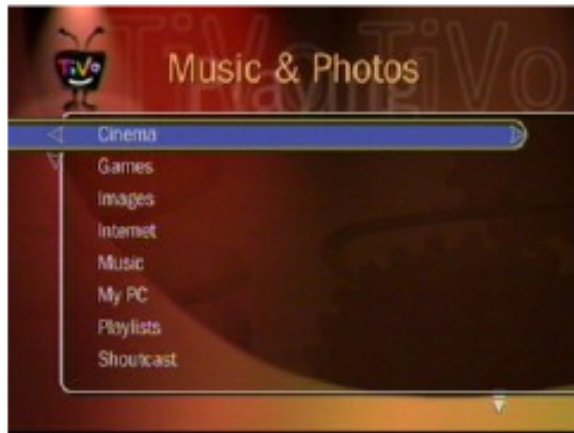 TiVo
Music & Photos
Cinema
Games
Images
Internet
Music
My PC
Playlists
Shoutcast